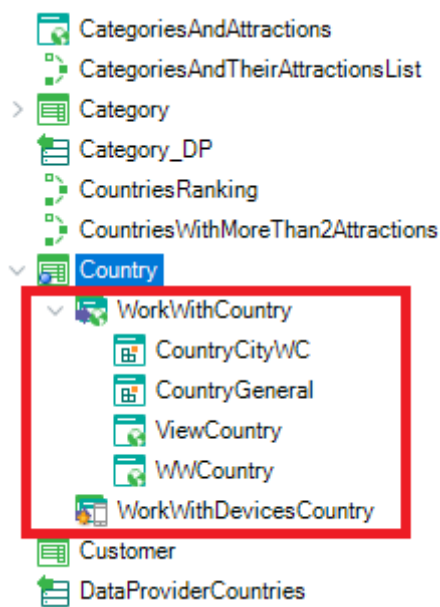 CategoriesAndAttractions
CategoriesAndTheirAttractionsList
Category
Category_DP
CountriesRanking
CountriesWithMoreThan2Attractions
Country
WorkWithCountry
CountryCityWC
CountryGeneral
ViewCountry
WWCountry
WorkWithDevicesCountry
Customer
DataProviderCountries